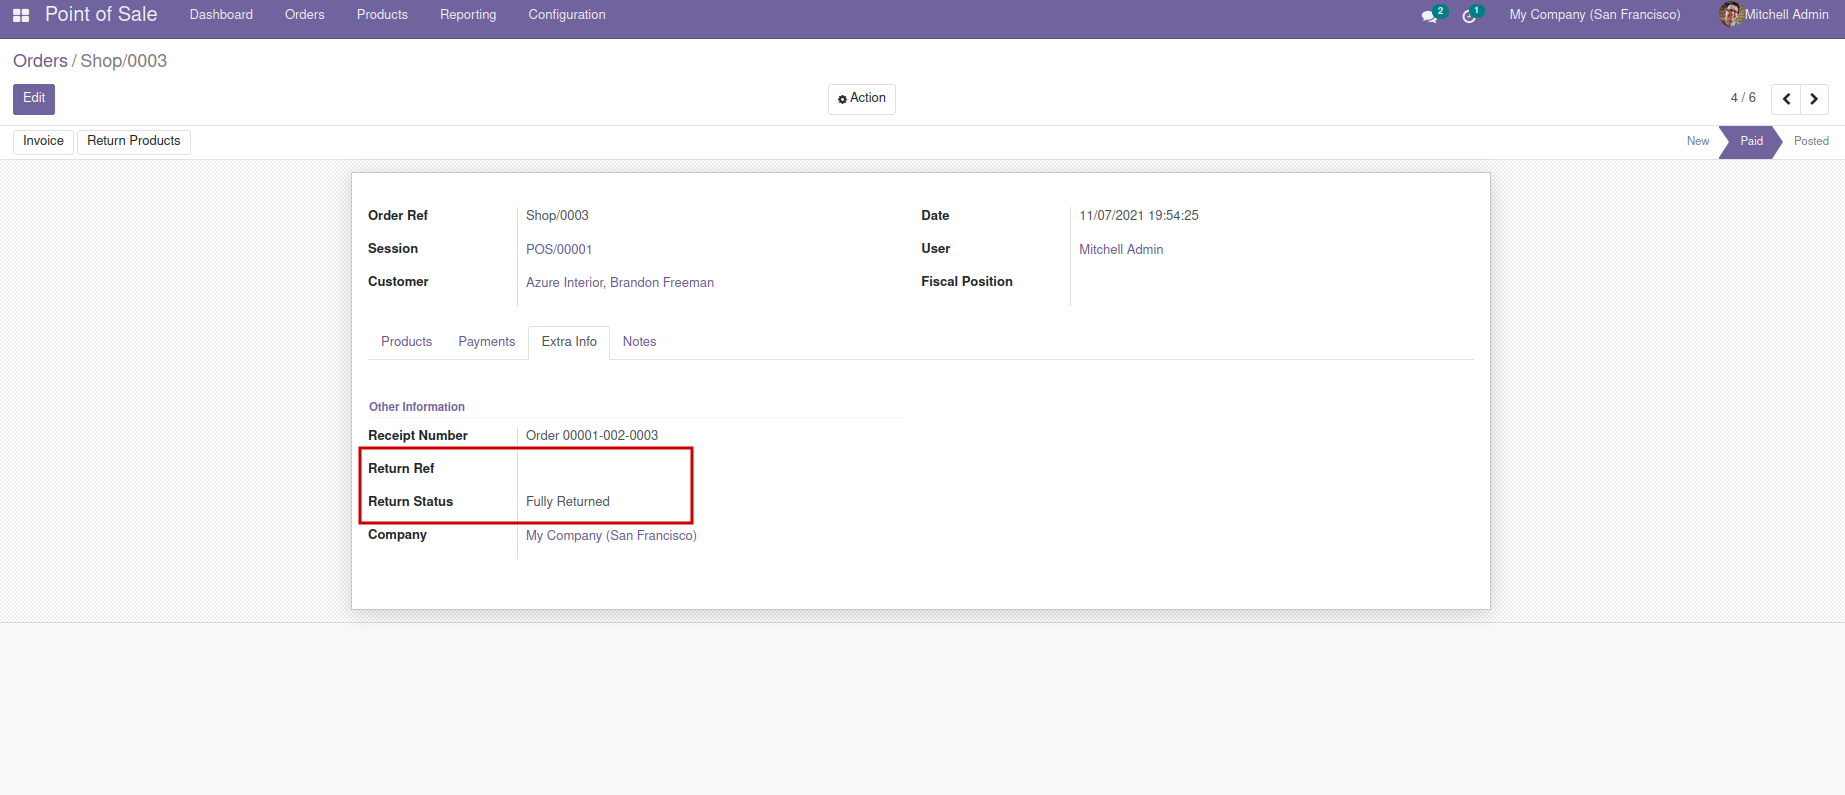 Point of Sale Dashboard Orders Products Reporting Configuration 2 1 My Company (San Francisco) Mitchell Admin
Orders / Shop/0003
Edit Action 4 / 6
Invoice Return Products New Paid Posted
Order Ref Shop/0003 Date 11/07/2021 19:54:25
Session POS/00001 User Mitchell Admin
Customer Azure Interior, Brandon Freeman Fiscal Position
Products Payments Extra Info Notes
Other Information
Receipt Number Order 00001-002-0003
Return Ref
Return Status Fully Returned
Company My Company (San Francisco)